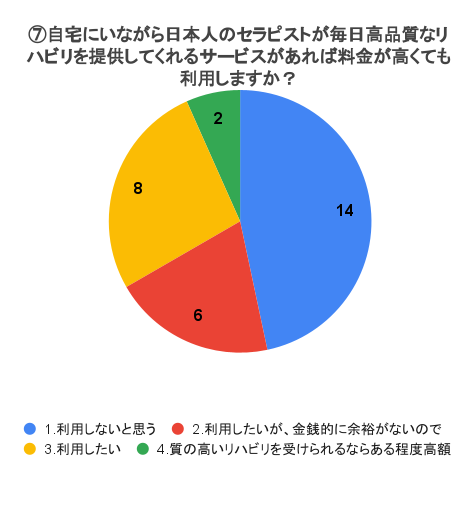 ⑦自宅にいながら日本人のセラピストが毎日高品質なリ
ハビリを提供してくれるサービスがあれば料金が高くても
利用しますか？
2
8
14
6
1.利用しないと思う 2.利用したいが、金銭的に余裕がないので
3.利用したい 4.質の高いリハビリを受けられるならある程度高額